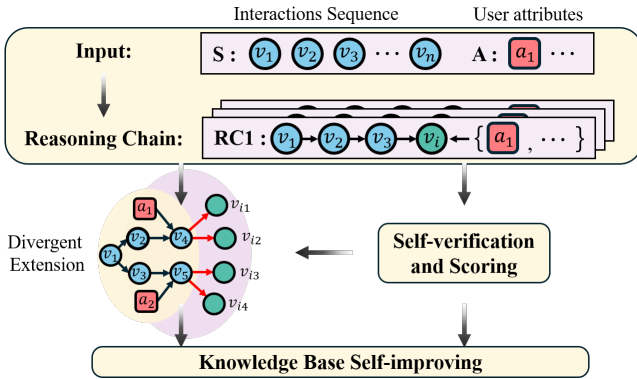 Interactions Sequence User attributes
Input: S : v₁ v₂ v₃ ⋯ vₙ A : a₁ ⋯
Reasoning Chain: RC1 : v₁ v₂ v₃ vᵢ { a₁ , ⋯ }
Divergent
Extension
a₁
v₁ v₂ v₄
v₃ v₅
a₂
vᵢ₁
vᵢ₂
vᵢ₃
vᵢ₄
Self-verification
and Scoring
Knowledge Base Self-improving